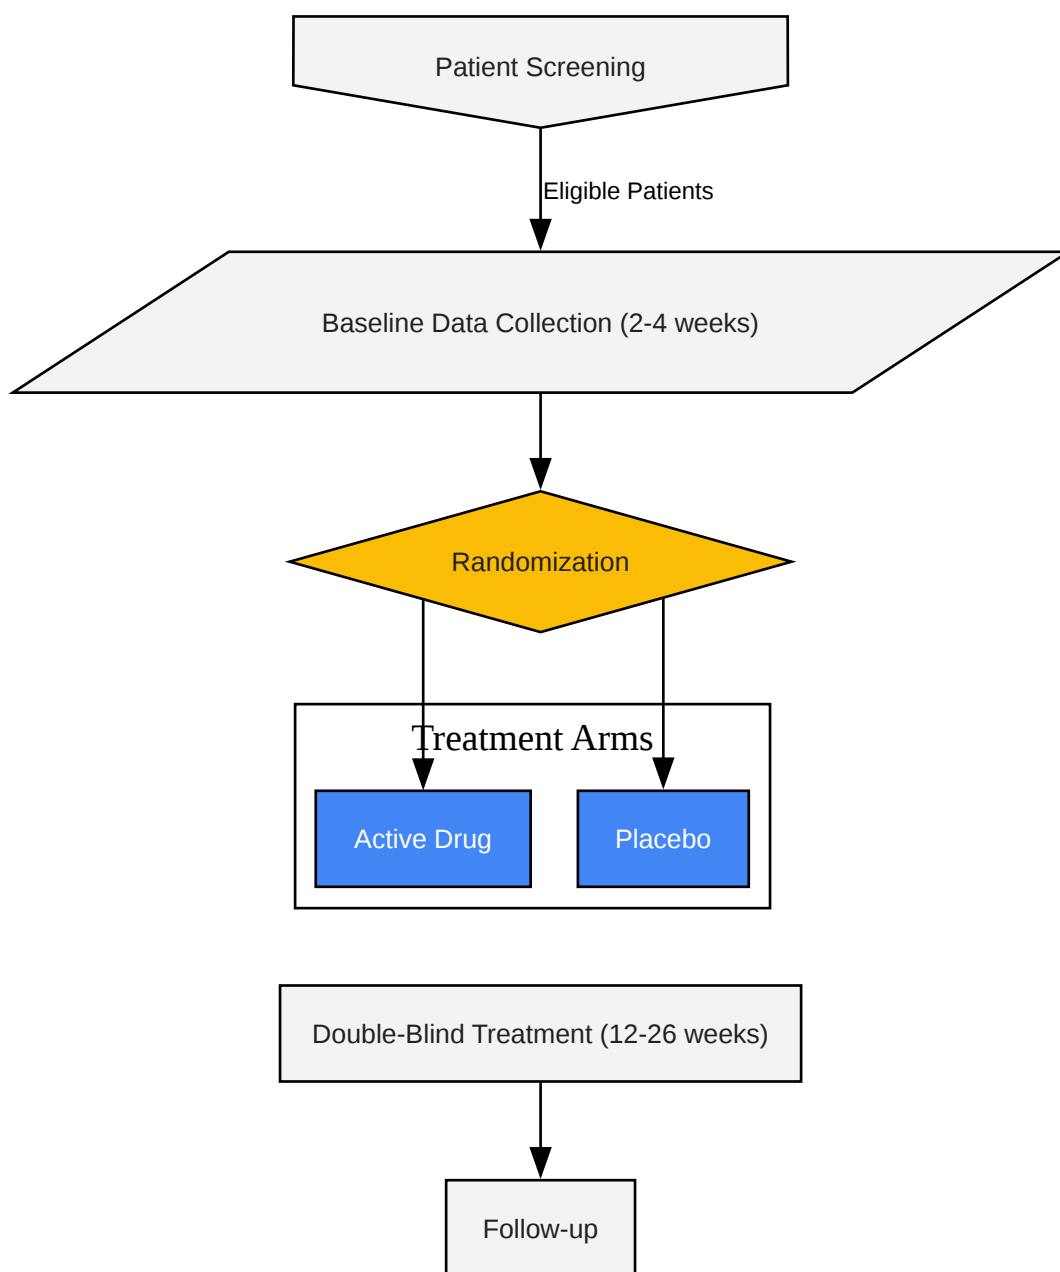 Patient Screening
Eligible Patients
Baseline Data Collection (2-4 weeks)
Randomization
Treatment Arms
Active Drug
Placebo
Double-Blind Treatment (12-26 weeks)
Follow-up